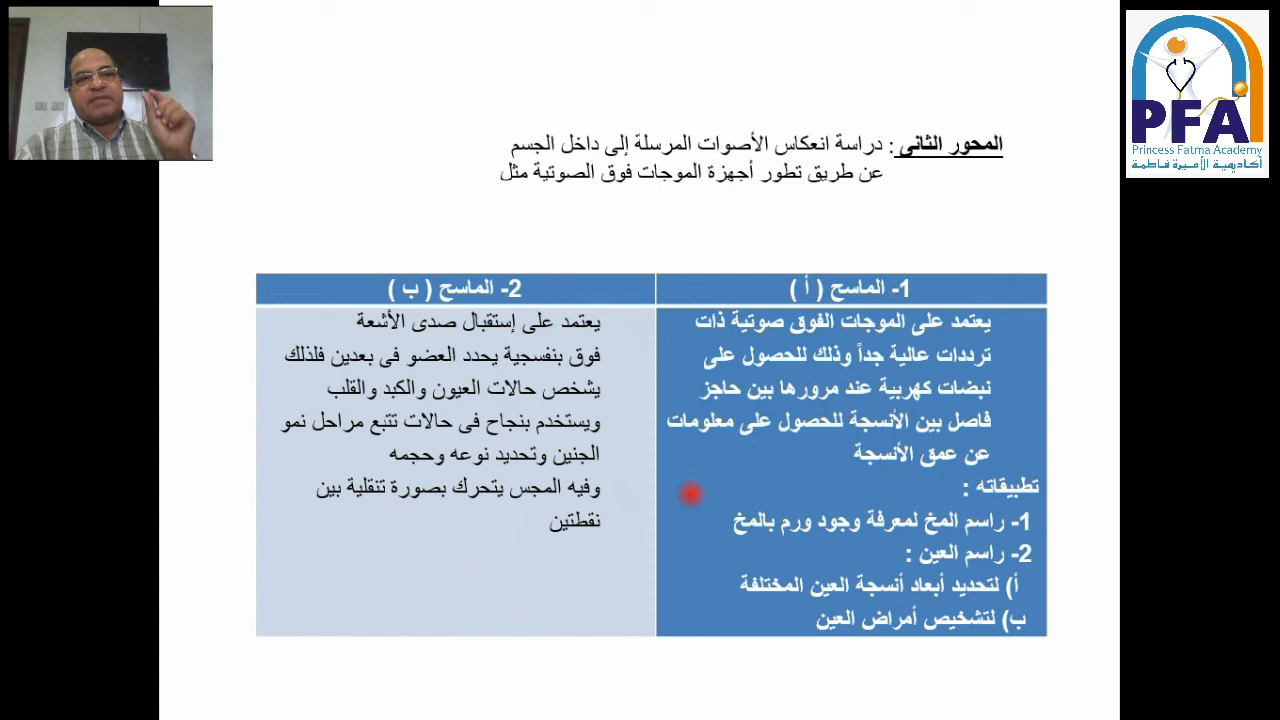 PFA
Princess Fatma Academy
أكاديمية الأميرة فاطمة
المحور الثانى : دراسة انعكاس الأصوات المرسلة إلى داخل الجسم
عن طريق تطور أجهزة الموجات فوق الصوتية مثل
1- الماسح ( أ )
يعتمد على الموجات الفوق صوتية ذات
ترددات عالية جداً وذلك للحصول على
نبضات كهربية عند مرورها بين حاجز
فاصل بين الأنسجة للحصول على معلومات
عن عمق الأنسجة
تطبيقاته :
1- راسم المخ لمعرفة وجود ورم بالمخ
2- راسم العين :
أ) لتحديد أبعاد أنسجة العين المختلفة
ب) لتشخيص أمراض العين
2- الماسح ( ب )
يعتمد على إستقبال صدى الأشعة
فوق بنفسجية يحدد العضو فى بعدين فلذلك
يشخص حالات العيون والكبد والقلب
ويستخدم بنجاح فى حالات تتبع مراحل نمو
الجنين وتحديد نوعه وحجمه
وفيه المجس يتحرك بصورة تنقلية بين
نقطتين